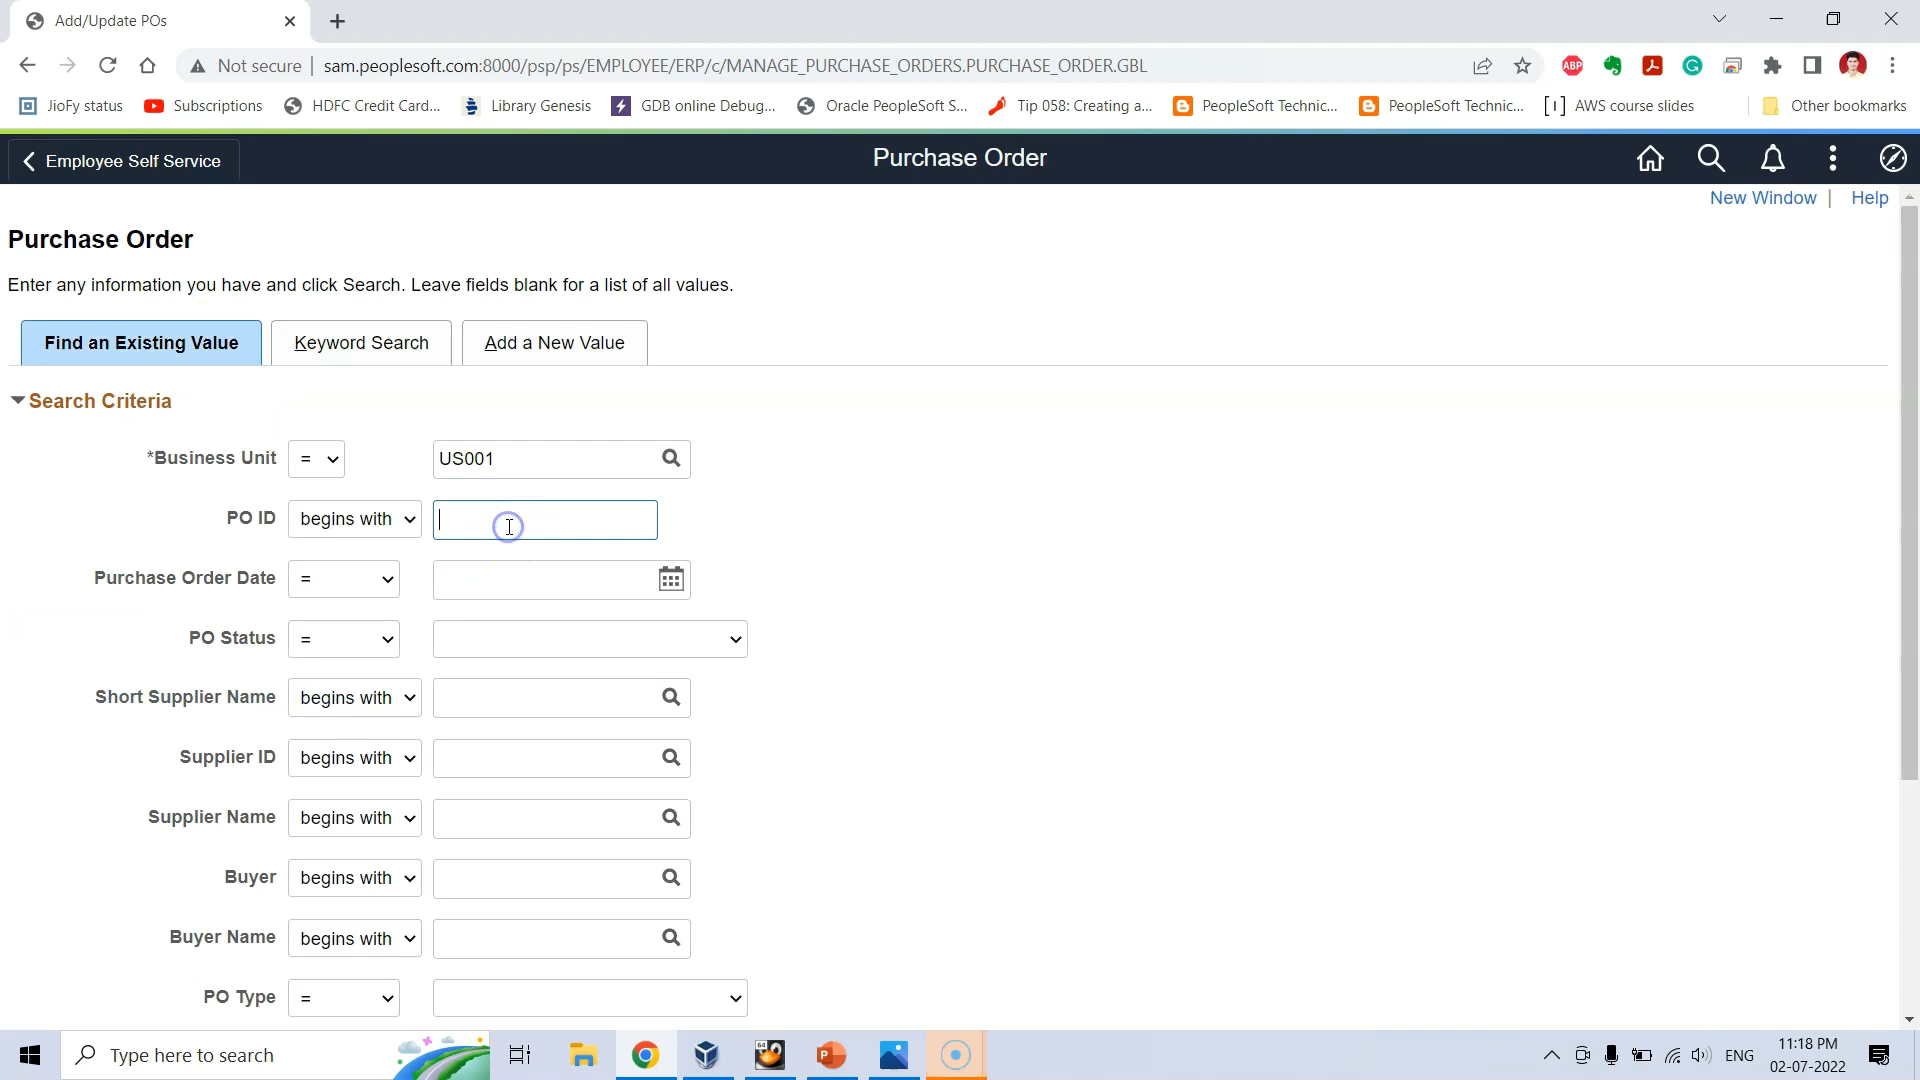 Add/Update POs
Not secure | sam.peoplesoft.com:8000/psp/ps/EMPLOYEE/ERP/c/MANAGE_PURCHASE_ORDERS.PURCHASE_ORDER.GBL
ABP
JioFy status Subscriptions HDFC Credit Card... Library Genesis GDB online Debug... Oracle PeopleSoft S... Tip 058: Creating a... PeopleSoft Technic... PeopleSoft Technic... AWS course slides Other bookmarks
Employee Self Service Purchase Order
New Window | Help
Purchase Order
Enter any information you have and click Search. Leave fields blank for a list of all values.
Find an Existing Value Keyword Search Add a New Value
Search Criteria
*Business Unit = US001
PO ID begins with
Purchase Order Date =
PO Status =
Short Supplier Name begins with
Supplier ID begins with
Supplier Name begins with
Buyer begins with
Buyer Name begins with
PO Type =
Type here to search 64 P ENG 11:18 PM
02-07-2022